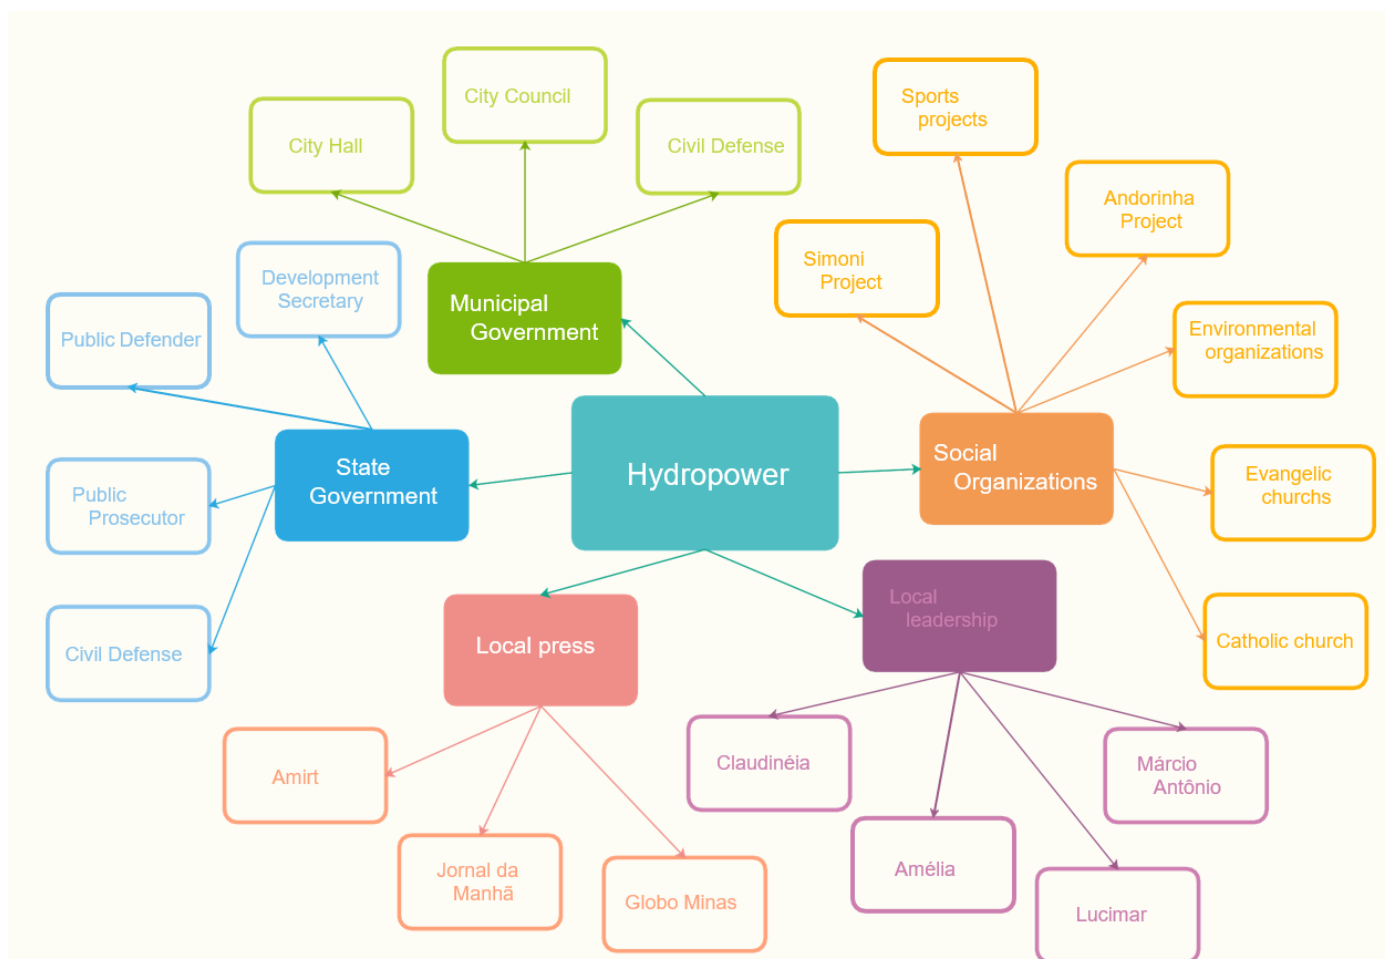 City Council
Sports
projects
City Hall
Civil Defense
Andorinha
Project
Simoni
Project
Development
Secretary
Municipal
Government
Public Defender
Environmental
organizations
State
Government
Hydropower
Social
Organizations
Evangelic
churchs
Public
Prosecutor
Local
leadership
Civil Defense
Local press
Catholic church
Claudinéia
Márcio
Antônio
Amirt
Jornal da
Manhã
Amélia
Globo Minas
Lucimar